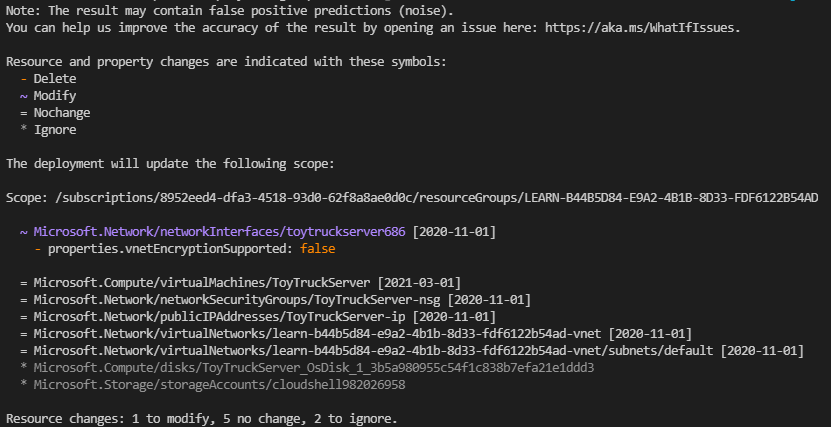 Note: The result may contain false positive predictions (noise).
You can help us improve the accuracy of the result by opening an issue here: https://aka.ms/WhatIfIssues.
Resource and property changes are indicated with these symbols:
- Delete
~ Modify
= Nochange
* Ignore
The deployment will update the following scope:
Scope: /subscriptions/8952eed4-dfa3-4518-93d0-62f8a8ae0d0c/resourceGroups/LEARN-B44B5D84-E9A2-4B1B-8D33-FDF6122B54AD
~ Microsoft.Network/networkInterfaces/toytruckserver686 [2020-11-01]
- properties.vnetEncryptionSupported: false
= Microsoft.Compute/virtualMachines/ToyTruckServer [2021-03-01]
= Microsoft.Network/networkSecurityGroups/ToyTruckServer-nsg [2020-11-01]
= Microsoft.Network/publicIPAddresses/ToyTruckServer-ip [2020-11-01]
= Microsoft.Network/virtualNetworks/learn-b44b5d84-e9a2-4b1b-8d33-fdf6122b54ad-vnet [2020-11-01]
= Microsoft.Network/virtualNetworks/learn-b44b5d84-e9a2-4b1b-8d33-fdf6122b54ad-vnet/subnets/default [2020-11-01]
* Microsoft.Compute/disks/ToyTruckServer_OsDisk_1_3b5a980955c54f1c838b7efa21e1ddd3
* Microsoft.Storage/storageAccounts/cloudshell982026958
Resource changes: 1 to modify, 5 no change, 2 to ignore.